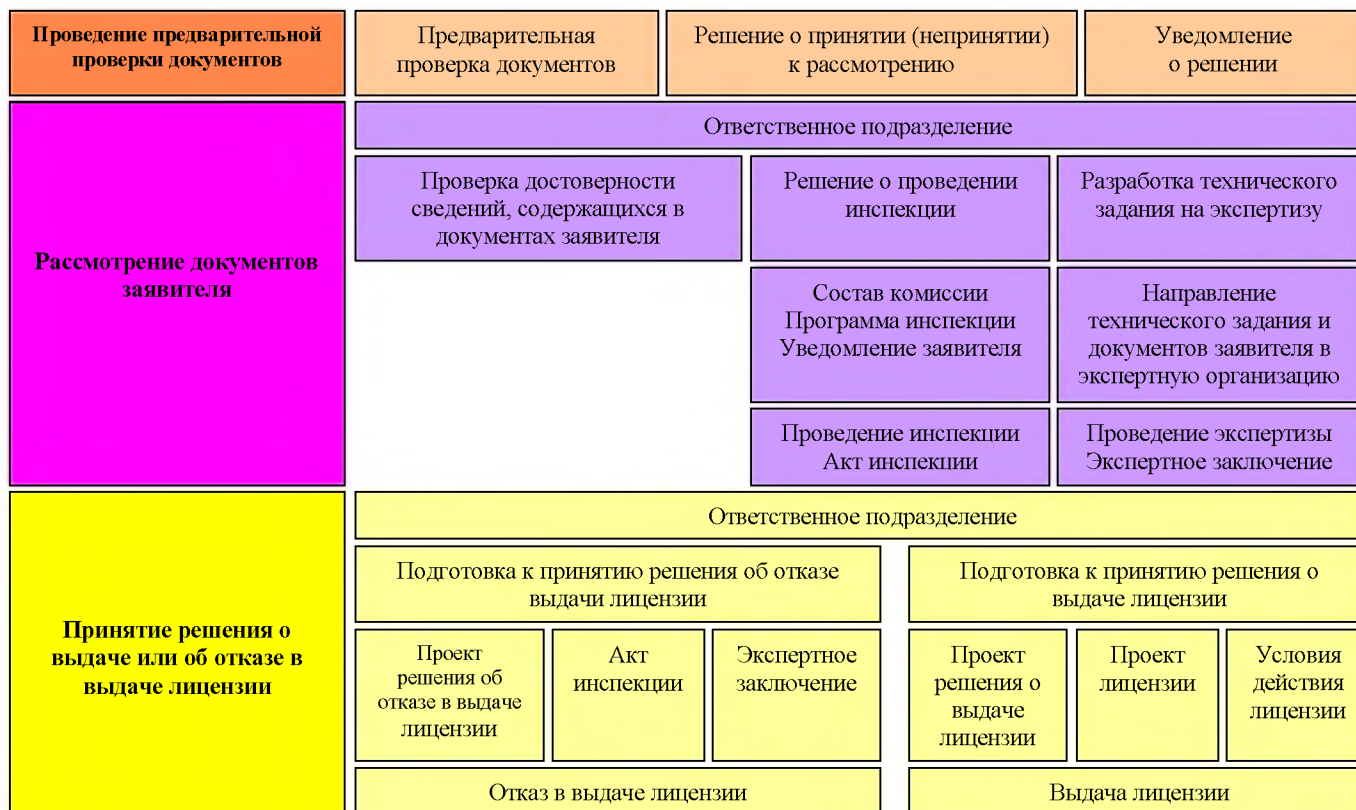 Проведение предварительной
проверки документов
Предварительная
проверка документов
Решение о принятии (непринятии)
к рассмотрению
Уведомление
о решении
Рассмотрение документов
заявителя
Ответственное подразделение
Проверка достоверности
сведений, содержащихся в
документах заявителя
Решение о проведении
инспекции
Разработка технического
задания на экспертизу
Состав комиссии
Программа инспекции
Уведомление заявителя
Направление
технического задания и
документов заявителя в
экспертную организацию
Проведение инспекции
Акт инспекции
Проведение экспертизы
Экспертное заключение
Принятие решения о
выдаче или об отказе в
выдаче лицензии
Ответственное подразделение
Подготовка к принятию решения об отказе
выдачи лицензии
Подготовка к принятию решения о
выдаче лицензии
Проект
решения об
отказе в выдаче
лицензии
Акт
инспекции
Экспертное
заключение
Проект
решения о
выдаче
лицензии
Проект
лицензии
Условия
действия
лицензии
Отказ в выдаче лицензии
Выдача лицензии